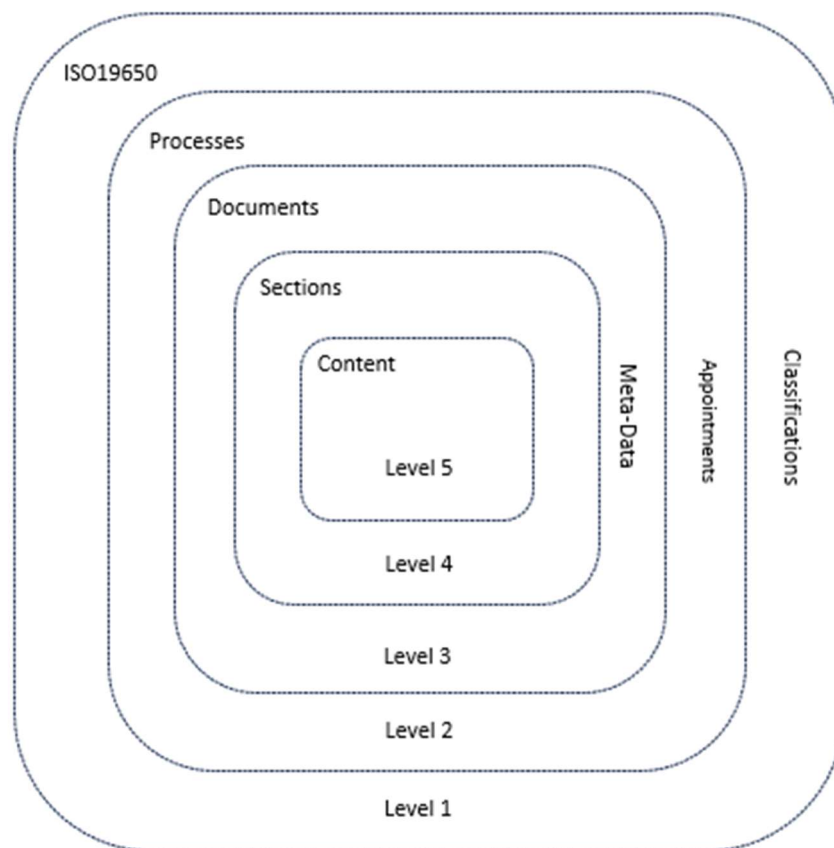 ISO19650
Processes
Documents
Sections
Content
Meta-Data
Appointments
Classifications
Level 5
Level 4
Level 3
Level 2
Level 1